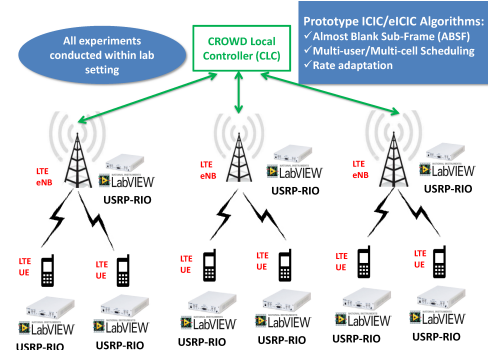 All experiments
conducted within lab
setting
CROWD Local
Controller (CLC)
Prototype ICIC/eICIC Algorithms:
✓Almost Blank Sub-Frame (ABSF)
✓Multi-user/Multi-cell Scheduling
✓Rate adaptation
LTE
eNB
LabVIEW
USRP-RIO
LTE
eNB
LabVIEW
USRP-RIO
LTE
eNB
LabVIEW
USRP-RIO
LTE
UE
LTE
UE
LTE
UE
LTE
UE
LTE
UE
LTE
UE
LabVIEW
USRP-RIO
LabVIEW
USRP-RIO
LabVIEW
USRP-RIO
LabVIEW
USRP-RIO
LabVIEW
USRP-RIO
LabVIEW
USRP-RIO